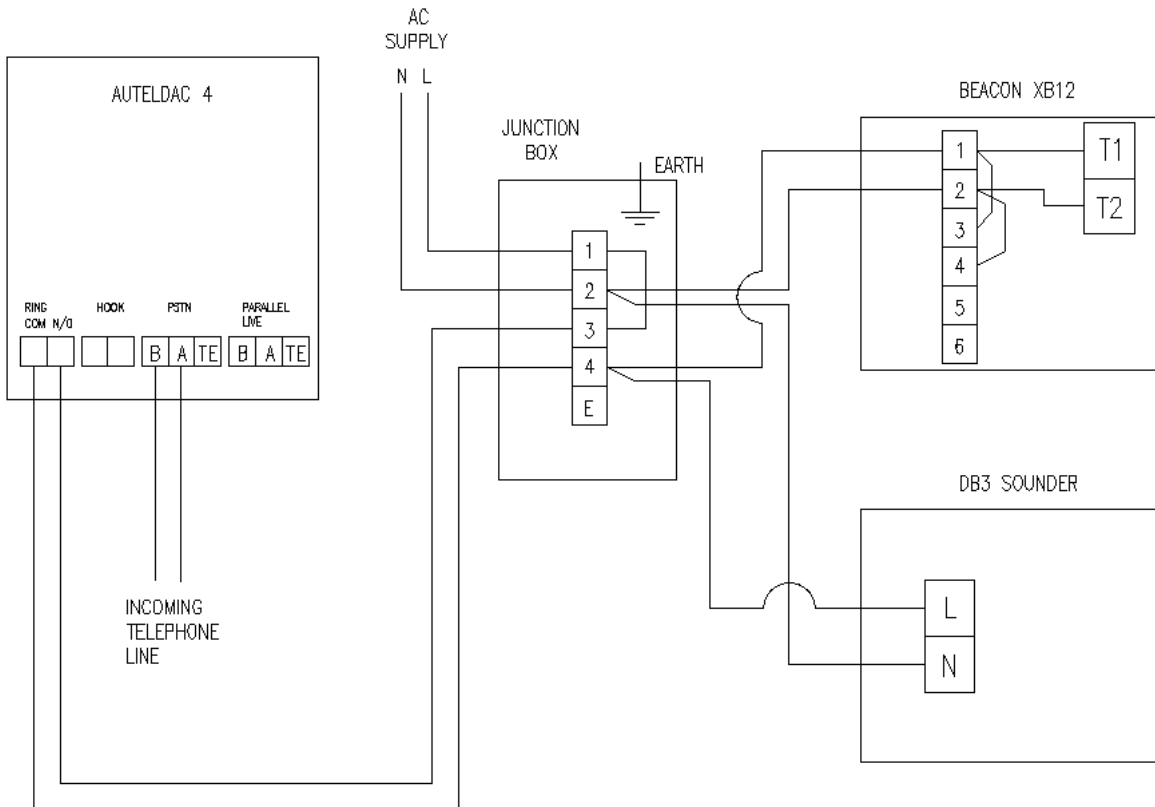 AC
SUPPLY
N L
AUTELDAC 4
BEACON XB12
JUNCTION
BOX
EARTH
1
2
3
4
E
1
2
3
4
5
6
T1
T2
RING
COM N/O
HOOK
PSTN
PARALLEL
LIVE
B A TE
B A TE
INCOMING
TELEPHONE
LINE
DB3 SOUNDER
L
N